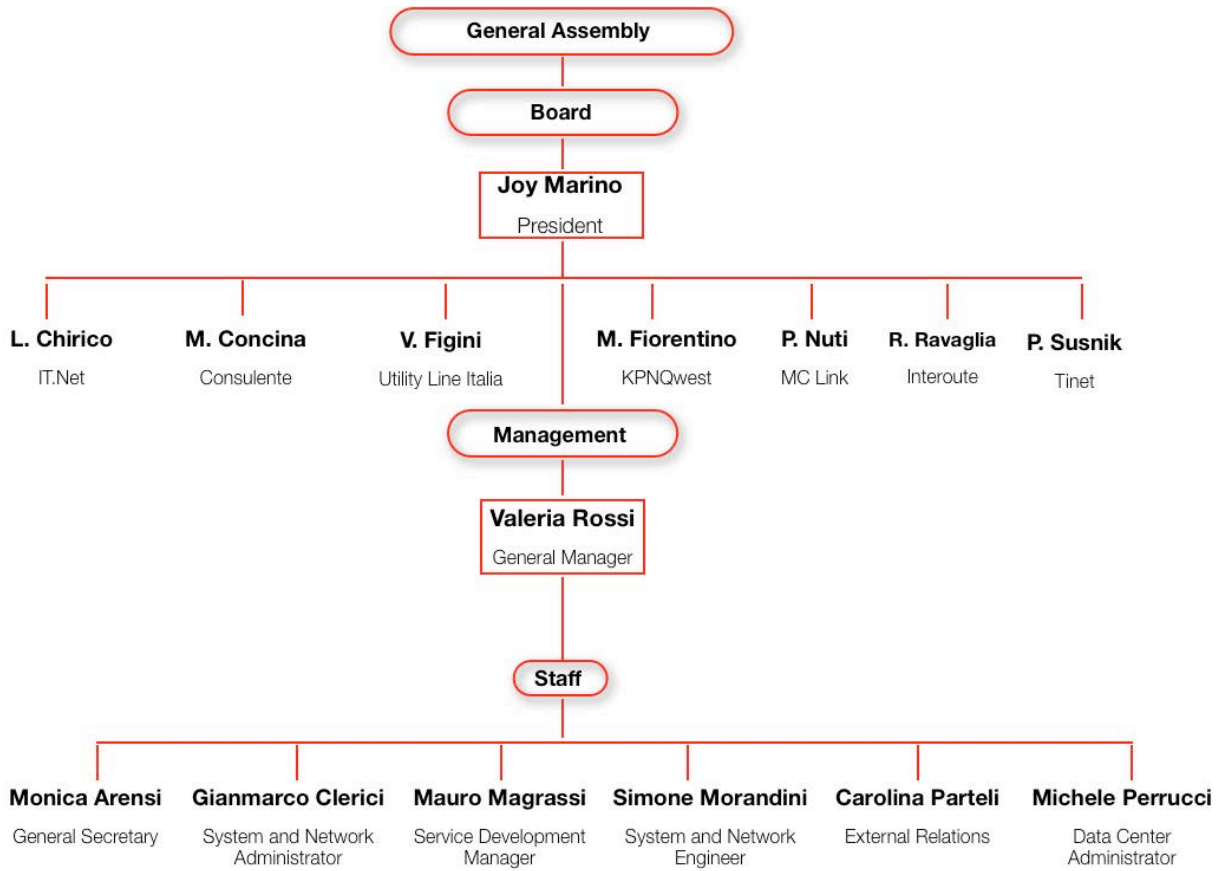 General Assembly
Board
Joy Marino
President
L. Chirico
IT.Net
M. Concina
Consulente
V. Figini
Utility Line Italia
M. Fiorentino
KPNQwest
P. Nuti
MC Link
R. Ravaglia
Interoute
P. Susnik
Tinet
Management
Valeria Rossi
General Manager
Staff
Monica Arensi
General Secretary
Gianmarco Clerici
System and Network
Administrator
Mauro Magrassi
Service Development
Manager
Simone Morandini
System and Network
Engineer
Carolina Parteli
External Relations
Michele Perrucci
Data Center
Administrator